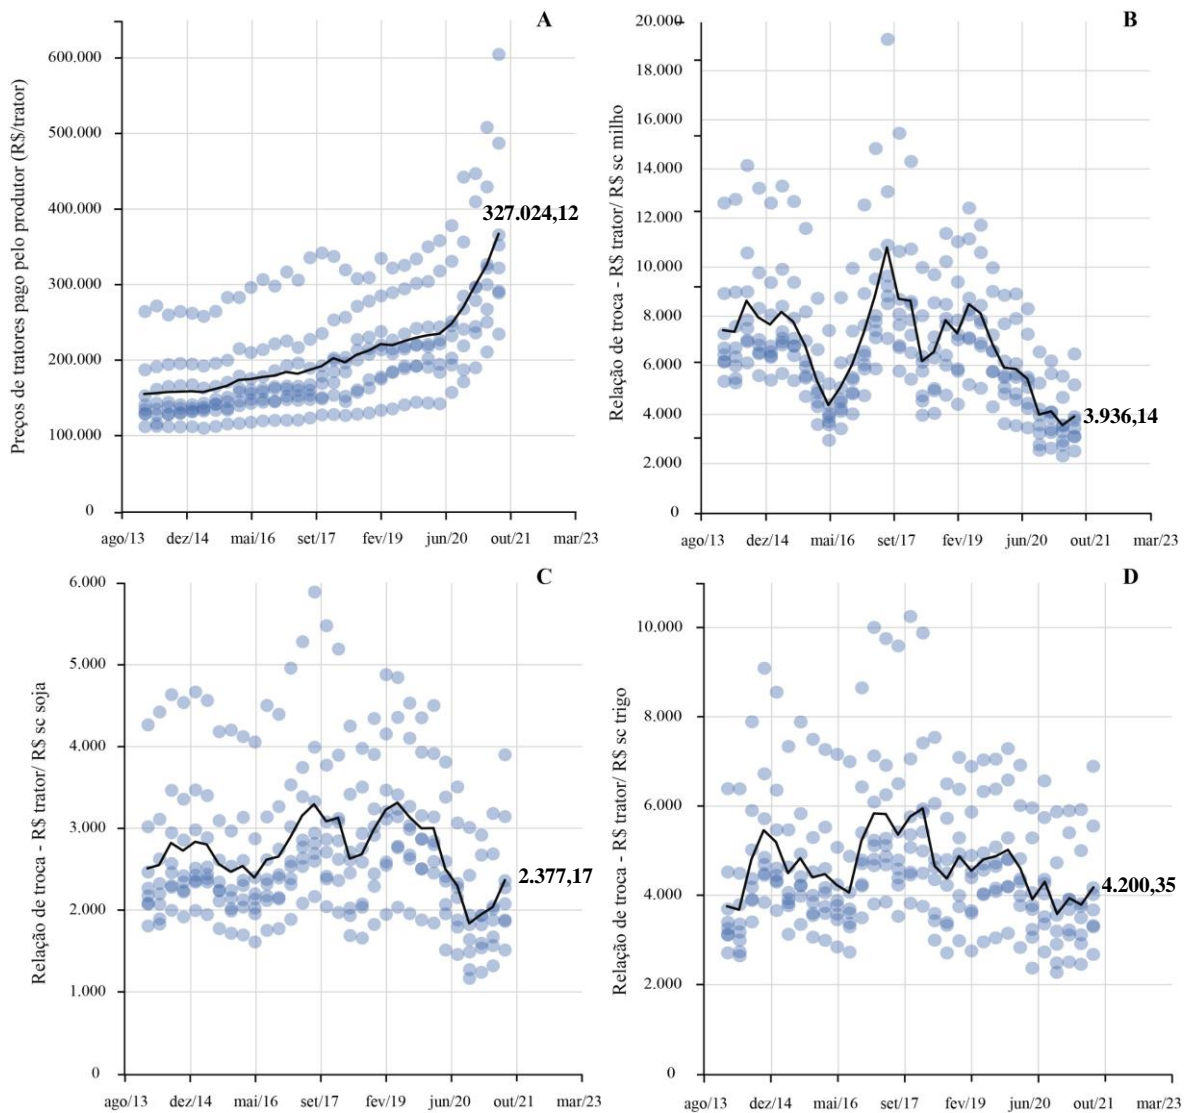 A
Preços de tratores pago pelo produtor (R$/trator)
600.000
500.000
400.000
300.000
200.000
100.000
0
327.024,12
ago/13 dez/14 mai/16 set/17 fev/19 jun/20 out/21 mar/23
B
Relação de troca - R$ trator/ R$ sc milho
20.000
18.000
16.000
14.000
12.000
10.000
8.000
6.000
4.000
2.000
0
3.936,14
ago/13 dez/14 mai/16 set/17 fev/19 jun/20 out/21 mar/23
C
Relação de troca - R$ trator/ R$ sc soja
6.000
5.000
4.000
3.000
2.000
1.000
0
2.377,17
ago/13 dez/14 mai/16 set/17 fev/19 jun/20 out/21 mar/23
D
Relação de troca - R$ trator/ R$ sc trigo
10.000
8.000
6.000
4.000
2.000
0
4.200,35
ago/13 dez/14 mai/16 set/17 fev/19 jun/20 out/21 mar/23